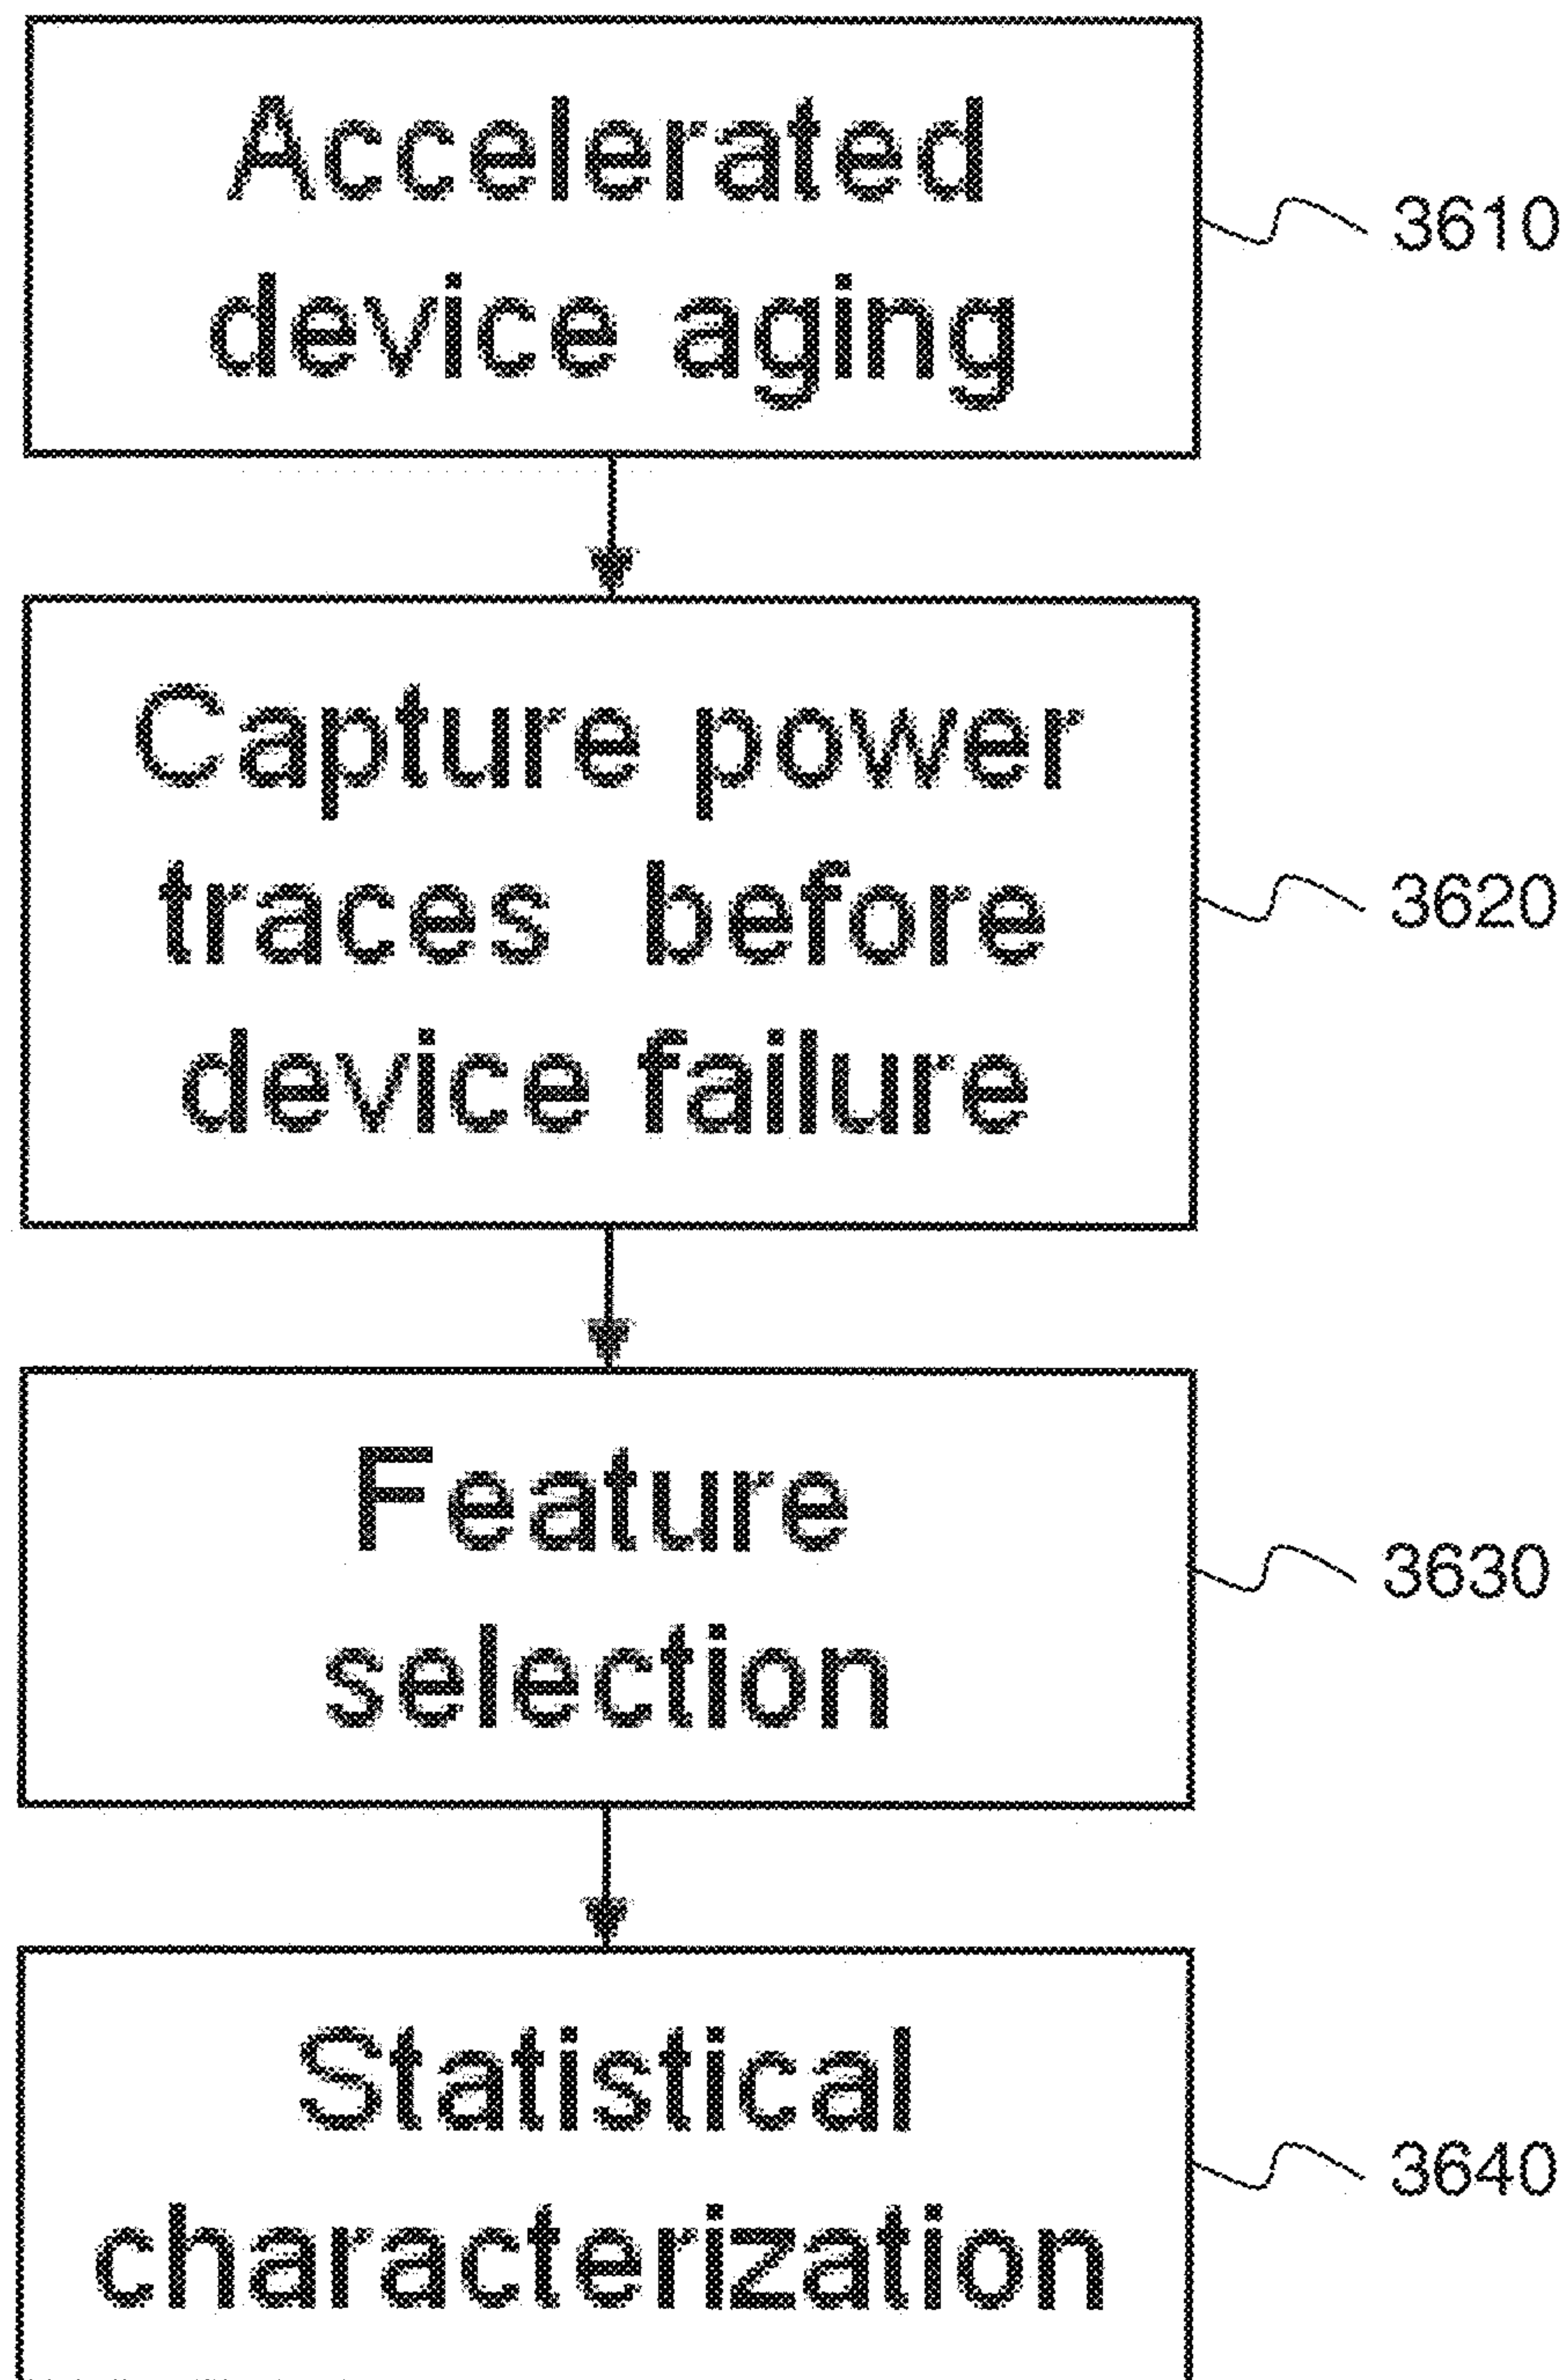 Accelerated
device aging
3610
Capture power
traces before
device failure
3620
Feature
selection
3630
Statistical
characterization
3640